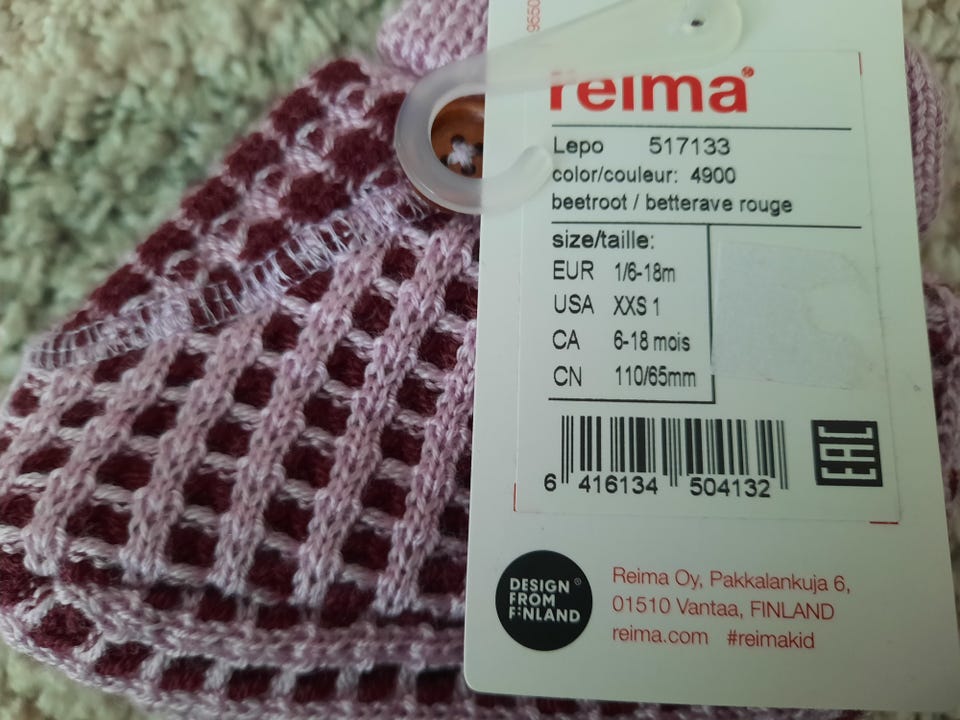 9650
reima®
Lepo 517133
color/couleur: 4900
beetroot / betterave rouge
size/taille:
EUR 1/6-18m
USA XXS 1
CA 6-18 mois
CN 110/65mm
6 416134 504132
EAC
DESIGN ®
FROM
FINLAND
Reima Oy, Pakkalankuja 6,
01510 Vantaa, FINLAND
reima.com #reimakid